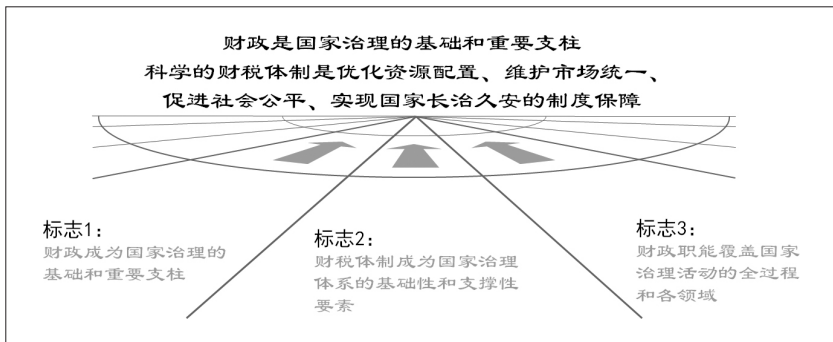 财政是国家治理的基础和重要支柱
科学的财税体制是优化资源配置、维护市场统一、
促进社会公平、实现国家长治久安的制度保障
标志1：
财政成为国家治理的
基础和重要支柱
标志2：
财税体制成为国家治理
体系的基础性和支撑性
要素
标志3：
财政职能覆盖国家
治理活动的全过程
和各领域